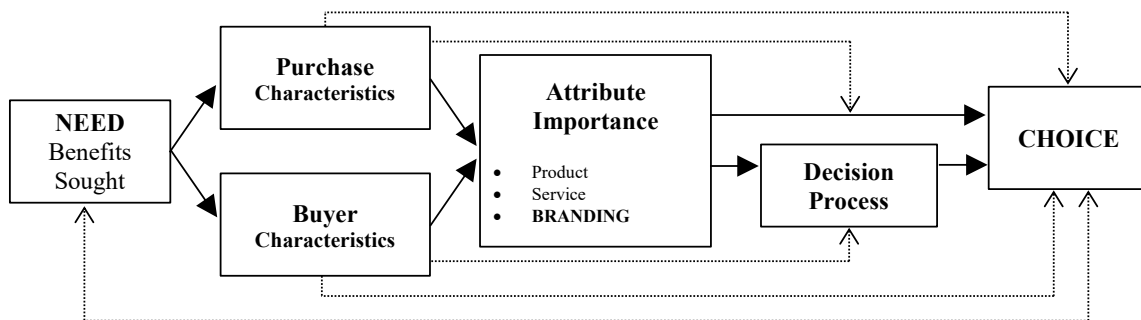 NEED
Benefits
Sought
Purchase
Characteristics
Buyer
Characteristics
Attribute
Importance
• Product
• Service
• BRANDING
Decision
Process
CHOICE